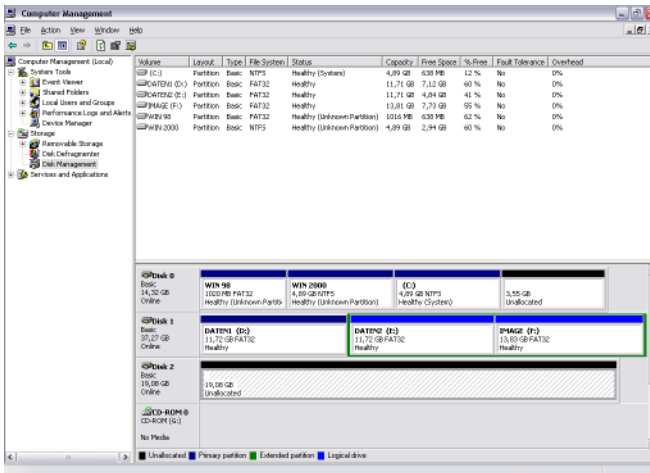 Computer Management
File Action View Window Help
Computer Management (Local)
System Tools
Event Viewer
Shared Folders
Local Users and Groups
Performance Logs and Alerts
Device Manager
Storage
Removable Storage
Disk Defragmenter
Disk Management
Services and Applications
Volume Layout Type File System Status Capacity Free Space % Free Fault Tolerance Overhead
(C:) Partition Basic NTFS Healthy (System) 4,89 GB 638 MB 12 % No 0%
DATEN1 (D:) Partition Basic FAT32 Healthy 11,71 GB 7,12 GB 60 % No 0%
DATEN2 (E:) Partition Basic FAT32 Healthy 11,71 GB 4,84 GB 41 % No 0%
IMAGE (F:) Partition Basic FAT32 Healthy 13,81 GB 7,73 GB 55 % No 0%
WIN 98 Partition Basic FAT32 Healthy (Unknown Partition) 1016 MB 638 MB 62 % No 0%
WIN 2000 Partition Basic NTFS Healthy (Unknown Partition) 4,89 GB 2,94 GB 60 % No 0%
Disk 0
Basic
14,32 GB
Online
WIN 98
1020 MB FAT32
Healthy (Unknown Partiti
WIN 2000
4,89 GB NTFS
Healthy (Unknown Partition)
(C:)
4,89 GB NTFS
Healthy (System)
3,55 GB
Unallocated
Disk 1
Basic
37,27 GB
Online
DATEN1 (D:)
11,72 GB FAT32
Healthy
DATEN2 (E:)
11,72 GB FAT32
Healthy
IMAGE (F:)
13,83 GB FAT32
Healthy
Disk 2
Basic
19,08 GB
Online
19,08 GB
Unallocated
CD-ROM 0
CD-ROM (G:)
No Media
Unallocated Primary partition Extended partition Logical drive